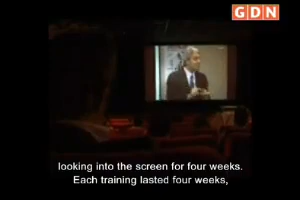 GDN
looking into the screen for four weeks.
Each training lasted four weeks,